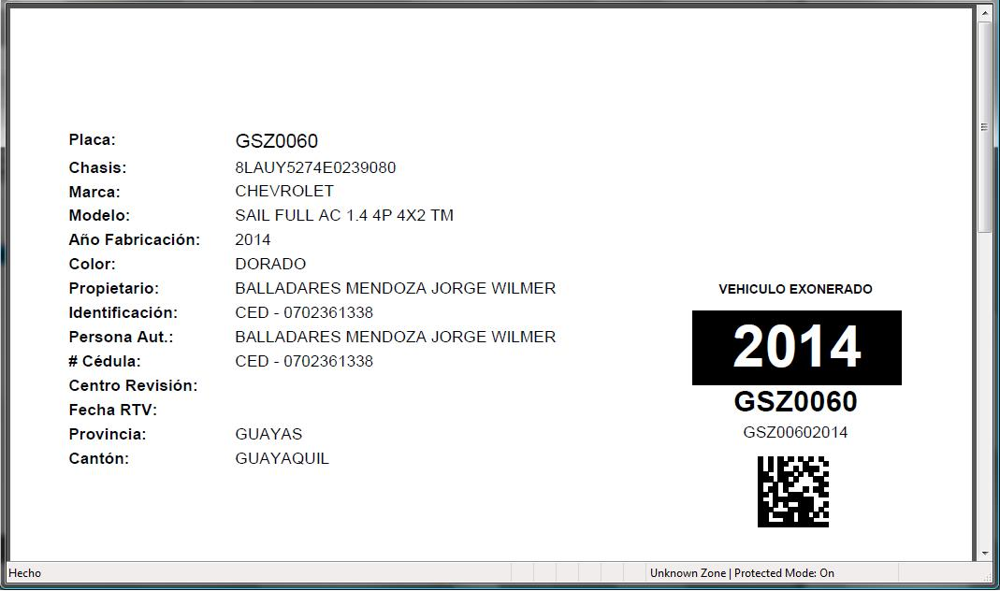 Placa: GSZ0060
Chasis: 8LAUY5274E0239080
Marca: CHEVROLET
Modelo: SAIL FULL AC 1.4 4P 4X2 TM
Año Fabricación: 2014
Color: DORADO
Propietario: BALLADARES MENDOZA JORGE WILMER
Identificación: CED - 0702361338
Persona Aut.: BALLADARES MENDOZA JORGE WILMER
# Cédula: CED - 0702361338
Centro Revisión:
Fecha RTV:
Provincia: GUAYAS
Cantón: GUAYAQUIL
VEHICULO EXONERADO
2014
GSZ0060
GSZ00602014
Hecho
Unknown Zone | Protected Mode: On